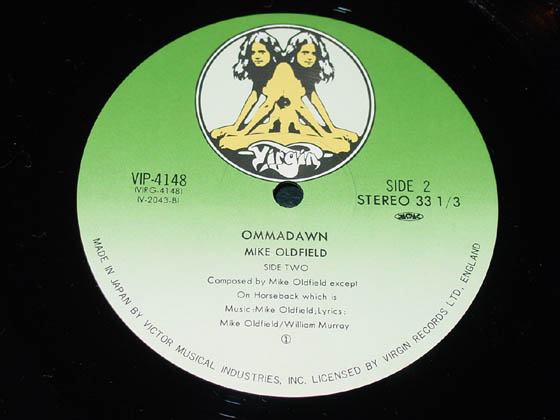 Virgin
VIP-4148
(VIRG-4148)
(V-2043-B)
SIDE 2
STEREO 33 1/3
OMMADAWN
MIKE OLDFIELD
SIDE TWO
Composed by Mike Oldfield except
On Horseback which is
Music:Mike Oldfield;Lyrics:
Mike Oldfield/William Murray
①
MADE IN JAPAN BY VICTOR MUSICAL INDUSTRIES, INC. LICENSED BY VIRGIN RECORDS LTD, ENGLAND